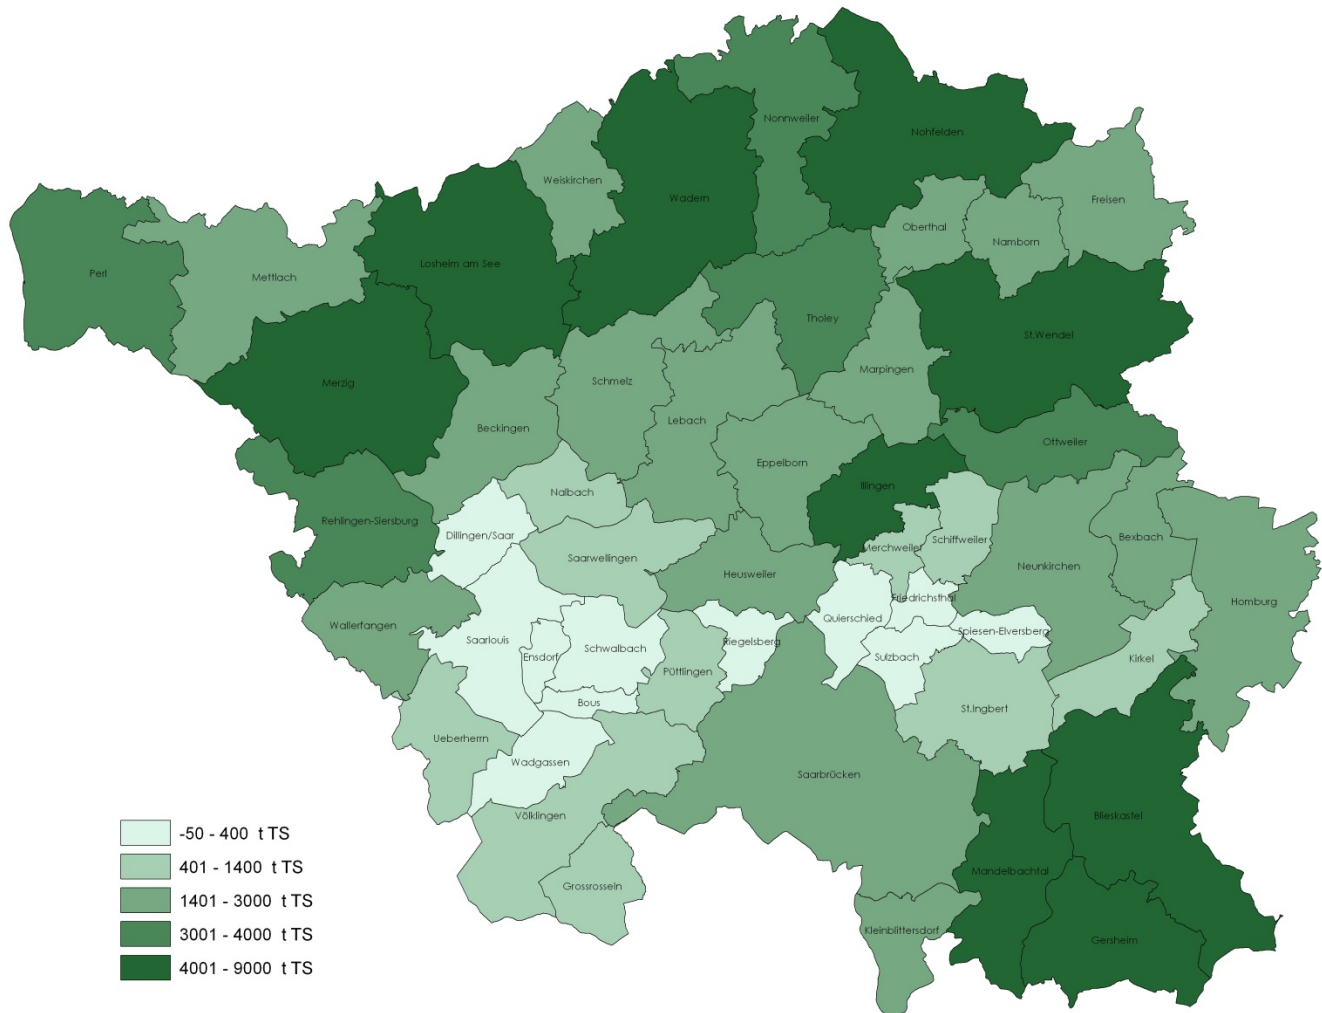 Nonnweiler
Nohfelden
Weiskirchen
Wadern
Freisen
Oberthal
Namborn
Losheim am See
Perl
Mettlach
Tholey
St.Wendel
Marpingen
Merzig
Schmelz
Lebach
Beckingen
Ottweiler
Eppelborn
Illingen
Nalbach
Rehlingen-Siersburg
Dillingen/Saar
Bexbach
Schiffweiler
Merchweiler
Saarwellingen
Neunkirchen
Heusweiler
Friedrichsthal
Homburg
Quierschied
Wallerfangen
Spiesen-Elversberg
Saarlouis
Riegelsberg
Schwalbach
Ensdorf
Sulzbach
Kirkel
Püttlingen
Bous
St.Ingbert
Ueberherrn
Wadgassen
Saarbrücken
Völklingen
Blieskastel
Mandelbachtal
Grossrosseln
Kleinblittersdorf
Gersheim
-50 - 400 t TS
401 - 1400 t TS
1401 - 3000 t TS
3001 - 4000 t TS
4001 - 9000 t TS